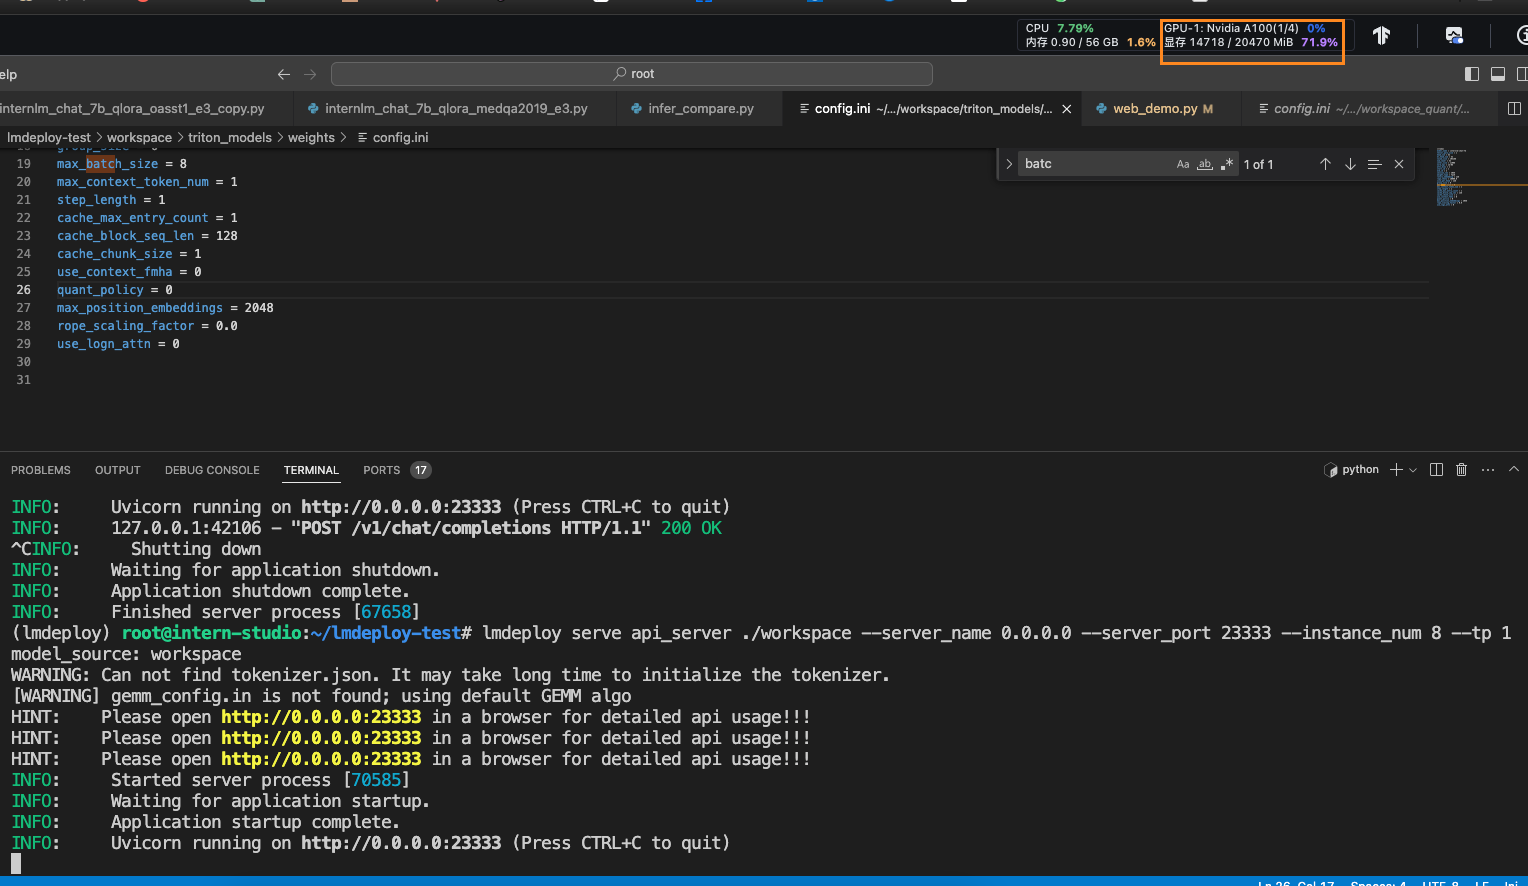 CPU 7.79%
内存 0.90 / 56 GB 1.6%
GPU-1: Nvidia A100(1/4) 0%
显存 14718 / 20470 MiB 71.9%
elp
root
internlm_chat_7b_qlora_oasst1_e3_copy.py
internlm_chat_7b_qlora_medqa2019_e3.py
infer_compare.py
config.ini ~/.../workspace/triton_models/...
web_demo.py M
config.ini ~/.../workspace_quant/...
lmdeploy-test > workspace > triton_models > weights > config.ini
batc
Aa ab .*
1 of 1
19 max_batch_size = 8
20 max_context_token_num = 1
21 step_length = 1
22 cache_max_entry_count = 1
23 cache_block_seq_len = 128
24 cache_chunk_size = 1
25 use_context_fmha = 0
26 quant_policy = 0
27 max_position_embeddings = 2048
28 rope_scaling_factor = 0.0
29 use_logn_attn = 0
30
31
PROBLEMS OUTPUT DEBUG CONSOLE TERMINAL PORTS 17
python
INFO: Uvicorn running on http://0.0.0.0:23333 (Press CTRL+C to quit)
INFO: 127.0.0.1:42106 - "POST /v1/chat/completions HTTP/1.1" 200 OK
^CINFO: Shutting down
INFO: Waiting for application shutdown.
INFO: Application shutdown complete.
INFO: Finished server process [67658]
(lmdeploy) root@intern-studio:~/lmdeploy-test# lmdeploy serve api_server ./workspace --server_name 0.0.0.0 --server_port 23333 --instance_num 8 --tp 1
model_source: workspace
WARNING: Can not find tokenizer.json. It may take long time to initialize the tokenizer.
[WARNING] gemm_config.in is not found; using default GEMM algo
HINT: Please open http://0.0.0.0:23333 in a browser for detailed api usage!!!
HINT: Please open http://0.0.0.0:23333 in a browser for detailed api usage!!!
HINT: Please open http://0.0.0.0:23333 in a browser for detailed api usage!!!
INFO: Started server process [70585]
INFO: Waiting for application startup.
INFO: Application startup complete.
INFO: Uvicorn running on http://0.0.0.0:23333 (Press CTRL+C to quit)